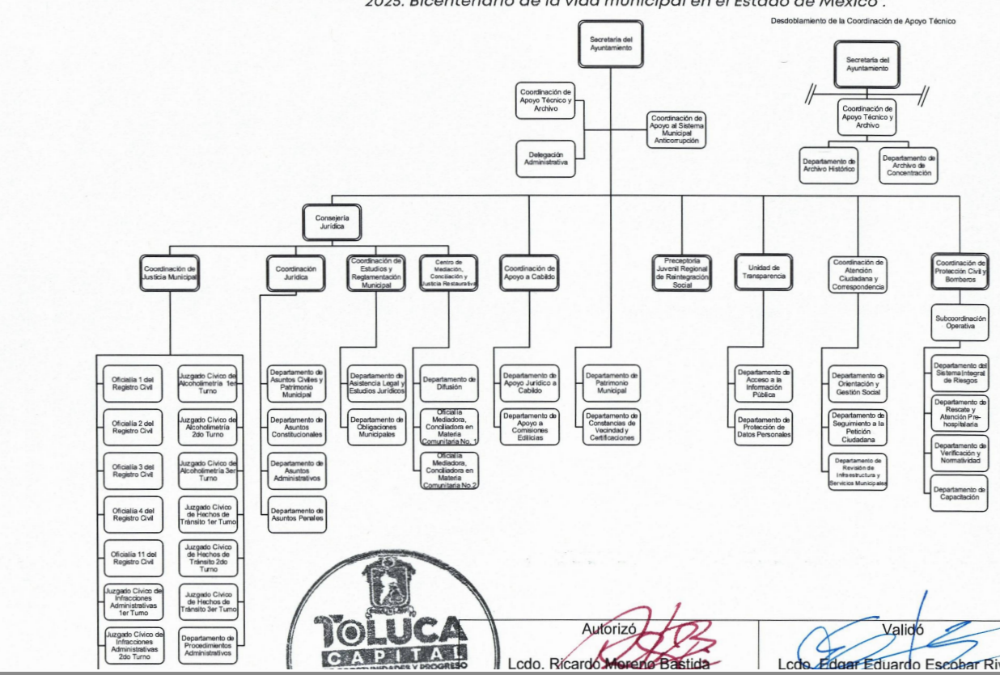 2025. Bicentenario de la vida municipal en el Estado de México".
Desdoblamiento de la Coordinación de Apoyo Técnico
Secretaría del
Ayuntamiento
Secretaría del
Ayuntamiento
Coordinación de
Apoyo Técnico y
Archivo
Coordinación de
Apoyo al Sistema
Municipal
Anticorrupción
Delegación
Administrativa
Coordinación de
Apoyo Técnico y
Archivo
Departamento de
Archivo Histórico
Departamento de
Archivo de
Concentración
Consejería
Jurídica
Coordinación de
Justicia Municipal
Coordinación
Jurídica
Coordinación de
Estudios y
Reglamentación
Municipal
Centro de
Mediación,
Conciliación y
Justicia Restaurativa
Coordinación de
Apoyo a Cabildo
Preceptoría
Juvenil Regional
de Reintegración
Social
Unidad de
Transparencia
Coordinación de
Atención
Ciudadana y
Correspondencia
Coordinación de
Protección Civil y
Bomberos
Subcoordinación
Operativa
Oficialía 1 del
Registro Civil
Juzgado Cívico de
Alcoholimetría 1er
Turno
Oficialía 2 del
Registro Civil
Juzgado Cívico de
Alcoholimetría
2do Turno
Oficialía 3 del
Registro Civil
Juzgado Cívico de
Alcoholimetría 3er
Turno
Oficialía 4 del
Registro Civil
Juzgado Cívico
de Hechos de
Tránsito 1er Turno
Oficialía 11 del
Registro Civil
Juzgado Cívico
de Hechos de
Tránsito 2do
Turno
Juzgado Cívico de
Infracciones
Administrativas
1er Turno
Juzgado Cívico
de Hechos de
Tránsito 3er Turno
Juzgado Cívico de
Infracciones
Administrativas
2do Turno
Departamento de
Procedimientos
Administrativos
Departamento de
Asuntos Civiles y
Patrimonio
Municipal
Departamento de
Asuntos
Constitucionales
Departamento de
Asuntos
Administrativos
Departamento de
Asuntos Penales
Departamento de
Asistencia Legal y
Estudios Jurídicos
Departamento de
Obligaciones
Municipales
Departamento de
Difusión
Oficialía
Mediadora,
Conciliadora en
Materia
Comunitaria No. 1
Oficialía
Mediadora,
Conciliadora en
Materia
Comunitaria No.2
Departamento de
Apoyo Jurídico a
Cabildo
Departamento de
Apoyo a
Comisiones
Edilicias
Departamento de
Patrimonio
Municipal
Departamento de
Constancias de
Vecindad y
Certificaciones
Departamento de
Acceso a la
Información
Pública
Departamento de
Protección de
Datos Personales
Departamento de
Orientación y
Gestión Social
Departamento de
Seguimiento a la
Petición
Ciudadana
Departamento de
Revisión de
Infraestructura y
Servicios Municipales
Departamento del
Sistema Integral
de Riesgos
Departamento de
Rescate y
Atención Pre-
hospitalaria
Departamento de
Verificación y
Normatividad
Departamento de
Capacitación
TOLUCA
CAPITAL
Autorizó
Lcdo. Ricardo Moreno Bastida
Validó
Lcdo. Edgar Eduardo Escobar